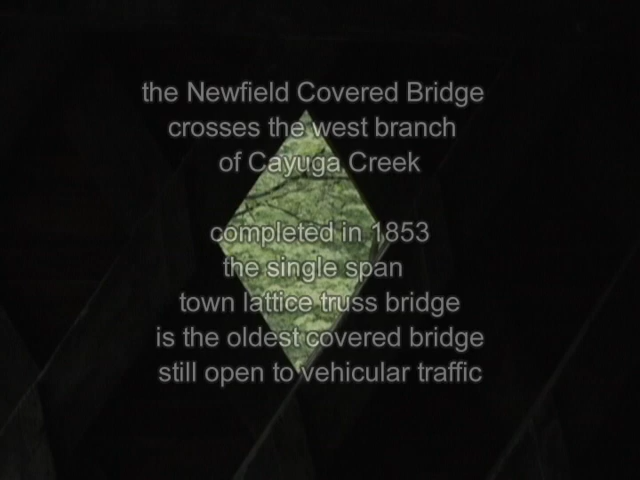 the Newfield Covered Bridge
crosses the west branch
of Cayuga Creek
completed in 1853
the single span
town lattice truss bridge
is the oldest covered bridge
still open to vehicular traffic